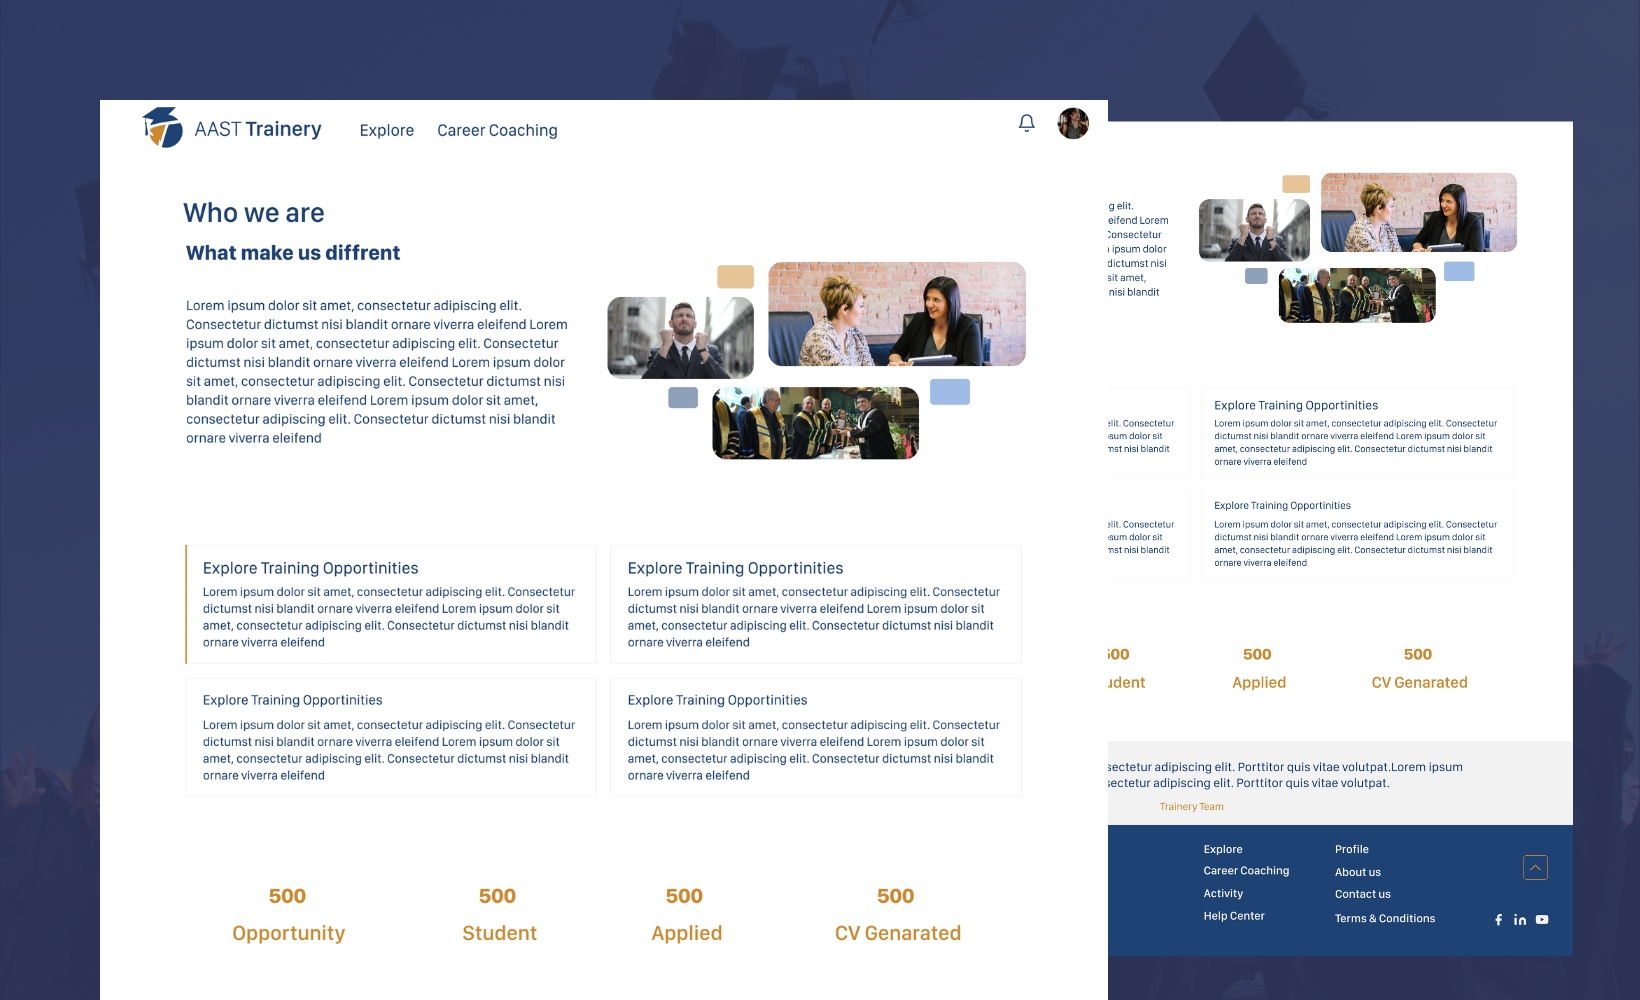 AAST Trainery
Explore
Career Coaching
Who we are
What make us diffrent
Lorem ipsum dolor sit amet, consectetur adipiscing elit.
Consectetur dictumst nisi blandit ornare viverra eleifend Lorem
ipsum dolor sit amet, consectetur adipiscing elit. Consectetur
dictumst nisi blandit ornare viverra eleifend Lorem ipsum dolor
sit amet, consectetur adipiscing elit. Consectetur dictumst nisi
blandit ornare viverra eleifend Lorem ipsum dolor sit amet,
consectetur adipiscing elit. Consectetur dictumst nisi blandit
ornare viverra eleifend
Explore Training Opportinities
Lorem ipsum dolor sit amet, consectetur adipiscing elit. Consectetur
dictumst nisi blandit ornare viverra eleifend Lorem ipsum dolor sit
amet, consectetur adipiscing elit. Consectetur dictumst nisi blandit
ornare viverra eleifend
Explore Training Opportinities
Lorem ipsum dolor sit amet, consectetur adipiscing elit. Consectetur
dictumst nisi blandit ornare viverra eleifend Lorem ipsum dolor sit
amet, consectetur adipiscing elit. Consectetur dictumst nisi blandit
ornare viverra eleifend
Explore Training Opportinities
Lorem ipsum dolor sit amet, consectetur adipiscing elit. Consectetur
dictumst nisi blandit ornare viverra eleifend Lorem ipsum dolor sit
amet, consectetur adipiscing elit. Consectetur dictumst nisi blandit
ornare viverra eleifend
Explore Training Opportinities
Lorem ipsum dolor sit amet, consectetur adipiscing elit. Consectetur
dictumst nisi blandit ornare viverra eleifend Lorem ipsum dolor sit
amet, consectetur adipiscing elit. Consectetur dictumst nisi blandit
ornare viverra eleifend
500
Opportunity
500
Student
500
Applied
500
CV Genarated
g elit.
eifend Lorem
Consectetur
ipsum dolor
dictumst nisi
sit amet,
nisi blandit
elit. Consectetur
sum dolor sit
mst nisi blandit
Explore Training Opportinities
Lorem ipsum dolor sit amet, consectetur adipiscing elit. Consectetur
dictumst nisi blandit ornare viverra eleifend Lorem ipsum dolor sit
amet, consectetur adipiscing elit. Consectetur dictumst nisi blandit
ornare viverra eleifend
elit. Consectetur
sum dolor sit
mst nisi blandit
Explore Training Opportinities
Lorem ipsum dolor sit amet, consectetur adipiscing elit. Consectetur
dictumst nisi blandit ornare viverra eleifend Lorem ipsum dolor sit
amet, consectetur adipiscing elit. Consectetur dictumst nisi blandit
ornare viverra eleifend
500
udent
500
Applied
500
CV Genarated
sectetur adipiscing elit. Porttitor quis vitae volutpat.Lorem ipsum
sectetur adipiscing elit. Porttitor quis vitae volutpat.
Trainery Team
Explore
Career Coaching
Activity
Help Center
Profile
About us
Contact us
Terms & Conditions